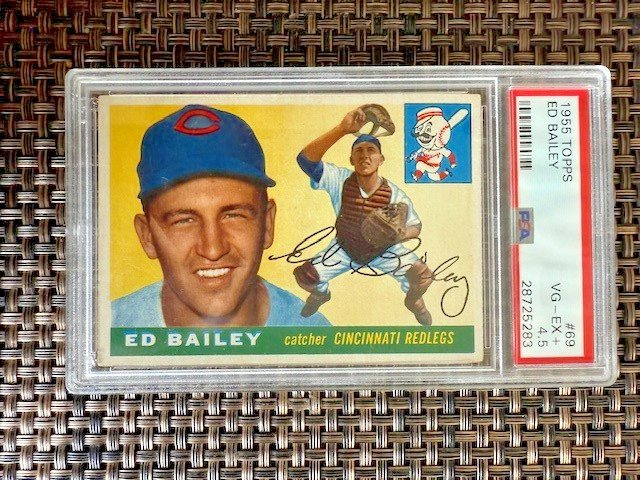 Ed Bailey
ED BAILEY catcher CINCINNATI REDLEGS
1955 TOPPS #69
ED BAILEY VG-EX+
4.5
PSA 28725283